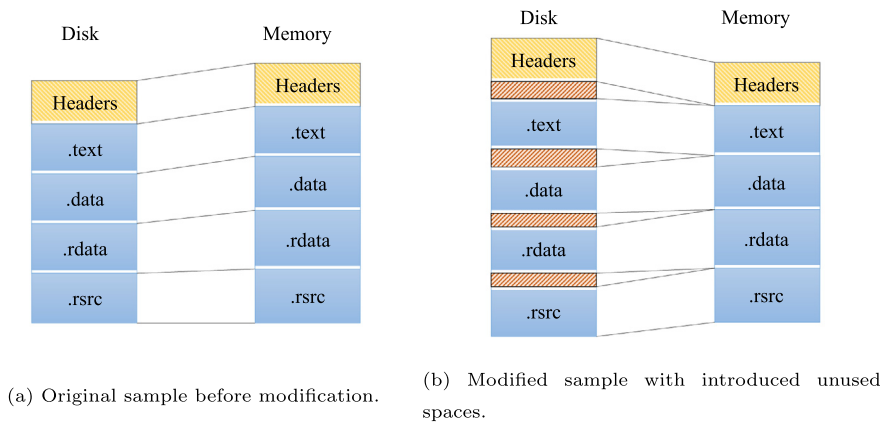 Disk
Memory
Headers
.text
.data
.rdata
.rsrc
Headers
.text
.data
.rdata
.rsrc
(a) Original sample before modification.
Disk
Memory
Headers
.text
.data
.rdata
.rsrc
Headers
.text
.data
.rdata
.rsrc
(b) Modified sample with introduced unused
spaces.